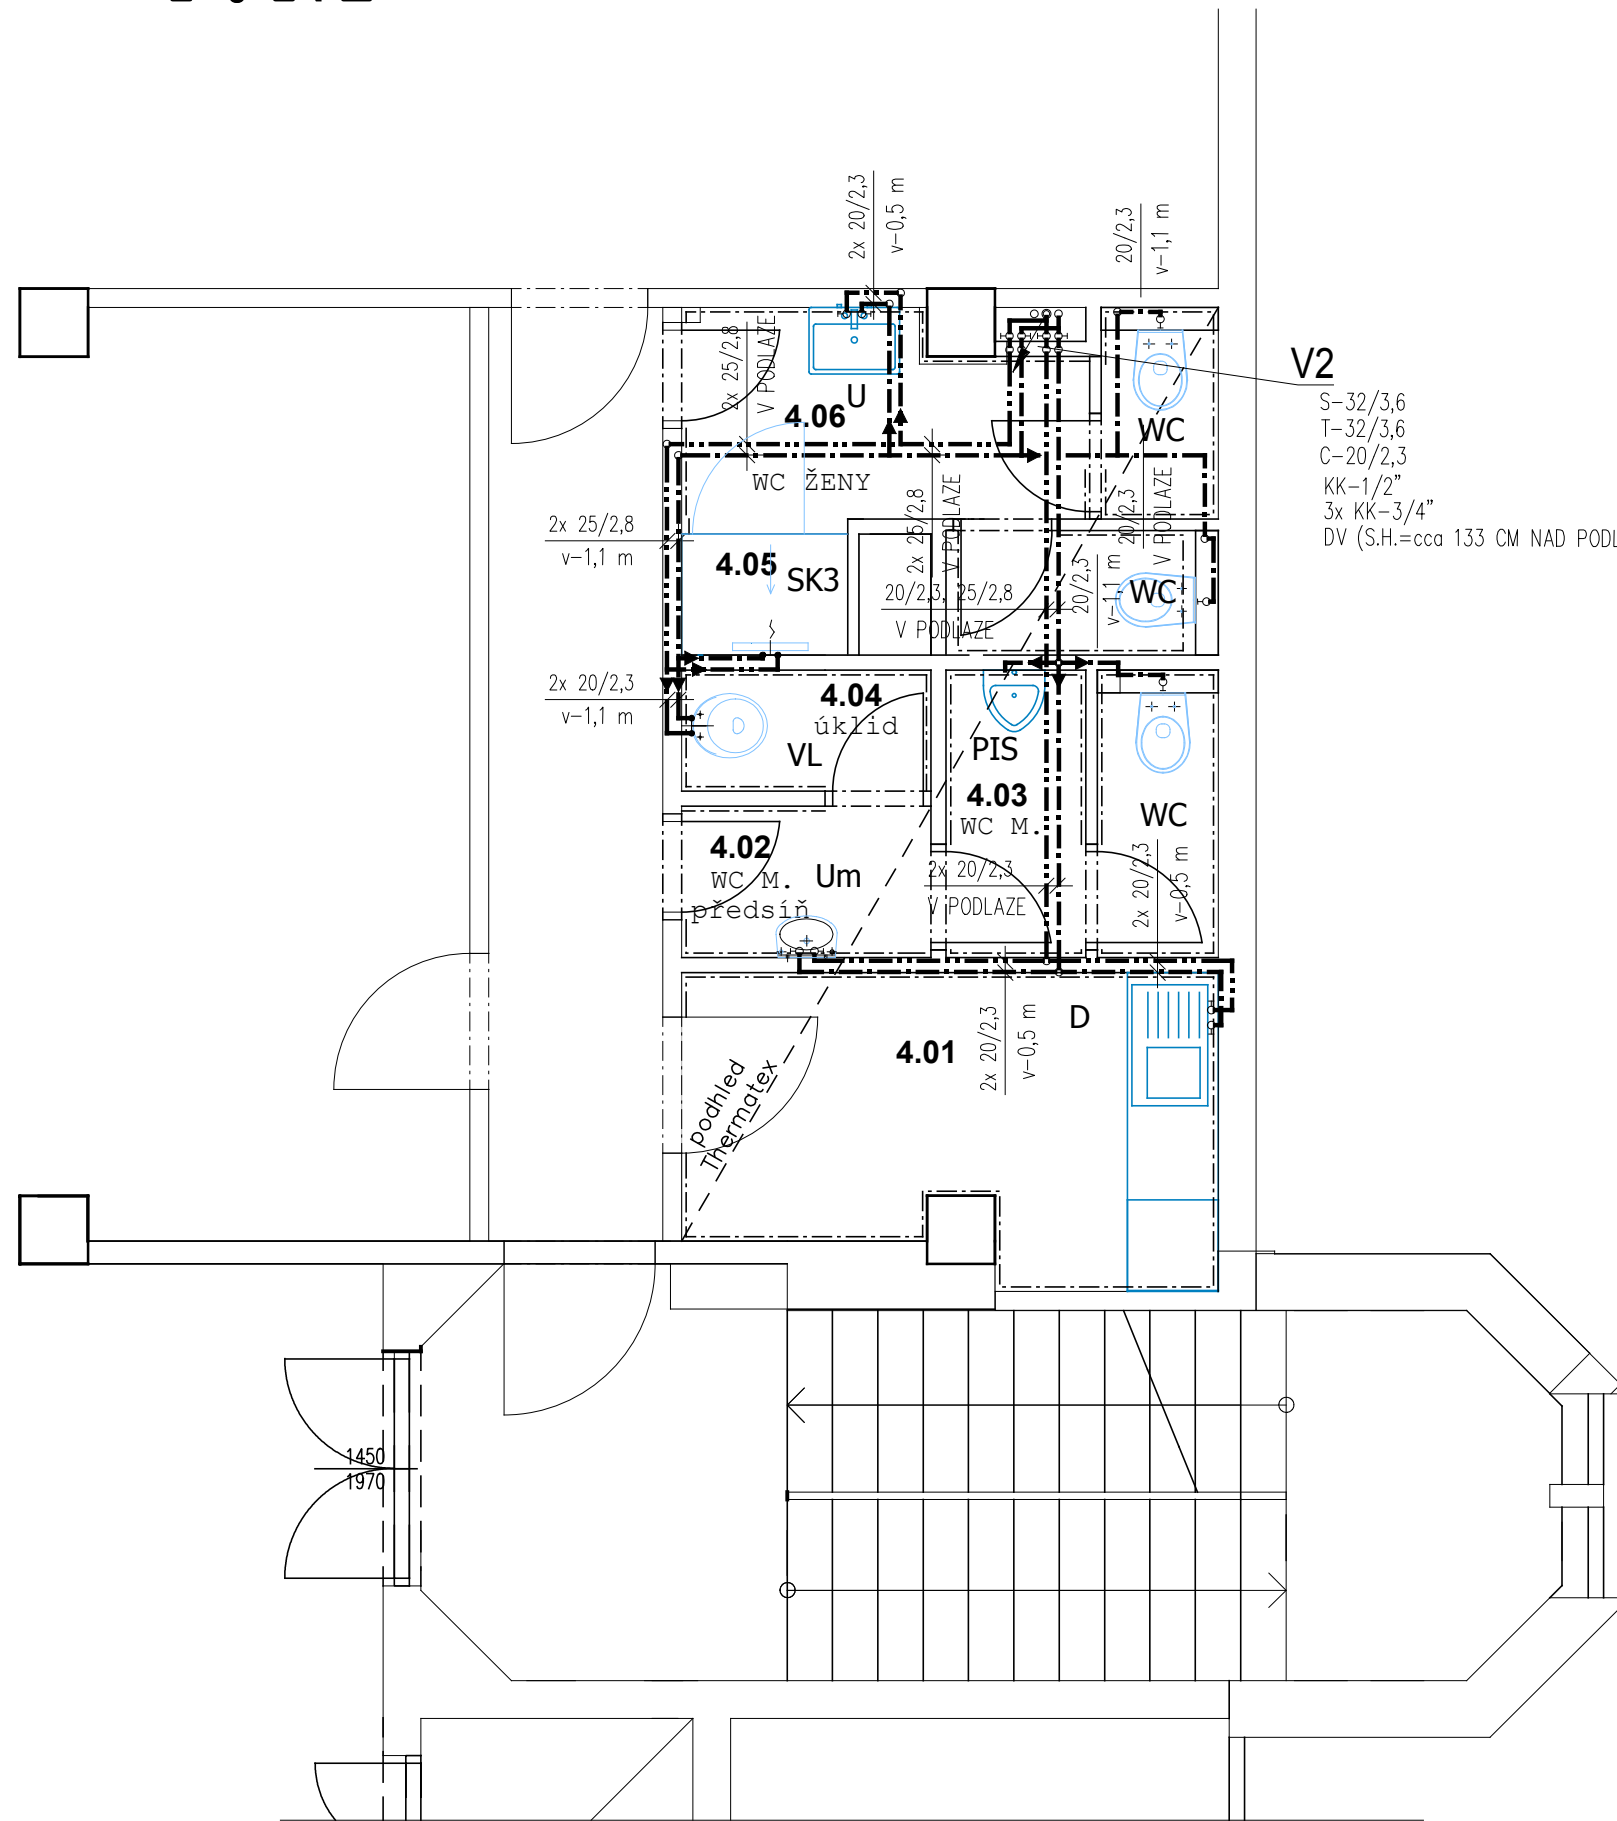 2x 20/2,3
v-0,5 m
20/2,3
v-1,1 m
2x 25/2,8
V PODLAZE
U
4.06
WC ŽENY
WC
V2
S-32/3,6
T-32/3,6
C-20/2,3
KK-1/2"
3x KK-3/4"
DV (S.H.=cca 133 CM NAD PODL
2x 25/2,8
V PODLAZE
20/2,3
V PODLAZE
2x 25/2,8
v-1,1 m
4.05
SK3
20/2,3, 25/2,8
V PODLAZE
20/2,3
v-1,1 m
WC
2x 20/2,3
v-1,1 m
4.04
úklid
VL
PIS
4.03
WC M.
WC
4.02
WC M.
předsíň
Um
2x 20/2,3
V PODLAZE
2x 20/2,3
v-0,5 m
2x 20/2,3
v-0,5 m
D
4.01
podhled
Thermatex
1450
1970